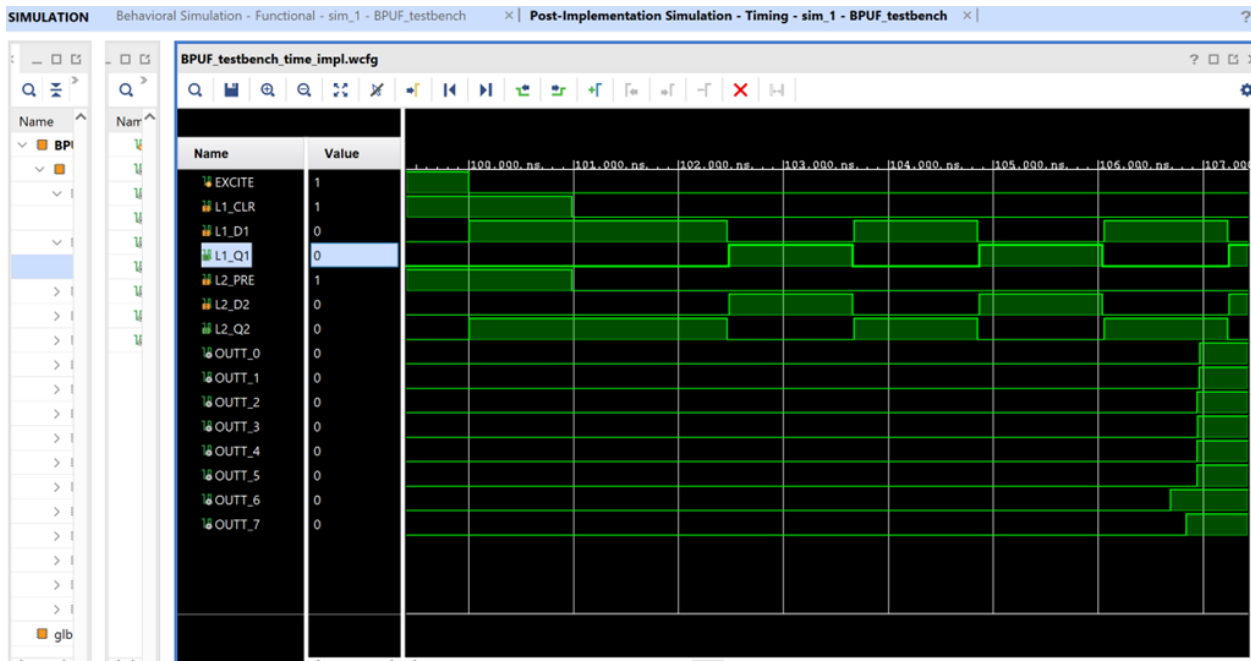 SIMULATION Behavioral Simulation - Functional - sim_1 - BPUF_testbench × Post-Implementation Simulation - Timing - sim_1 - BPUF_testbench × ?
BPUF_testbench_time_impl.wcfg ?
Name
BPU
glb
Nam
Name Value
100.000 ns 101.000 ns 102.000 ns 103.000 ns 104.000 ns 105.000 ns 106.000 ns 107.00
EXCITE 1
L1_CLR 1
L1_D1 0
L1_Q1 0
L2_PRE 1
L2_D2 0
L2_Q2 0
OUTT_0 0
OUTT_1 0
OUTT_2 0
OUTT_3 0
OUTT_4 0
OUTT_5 0
OUTT_6 0
OUTT_7 0